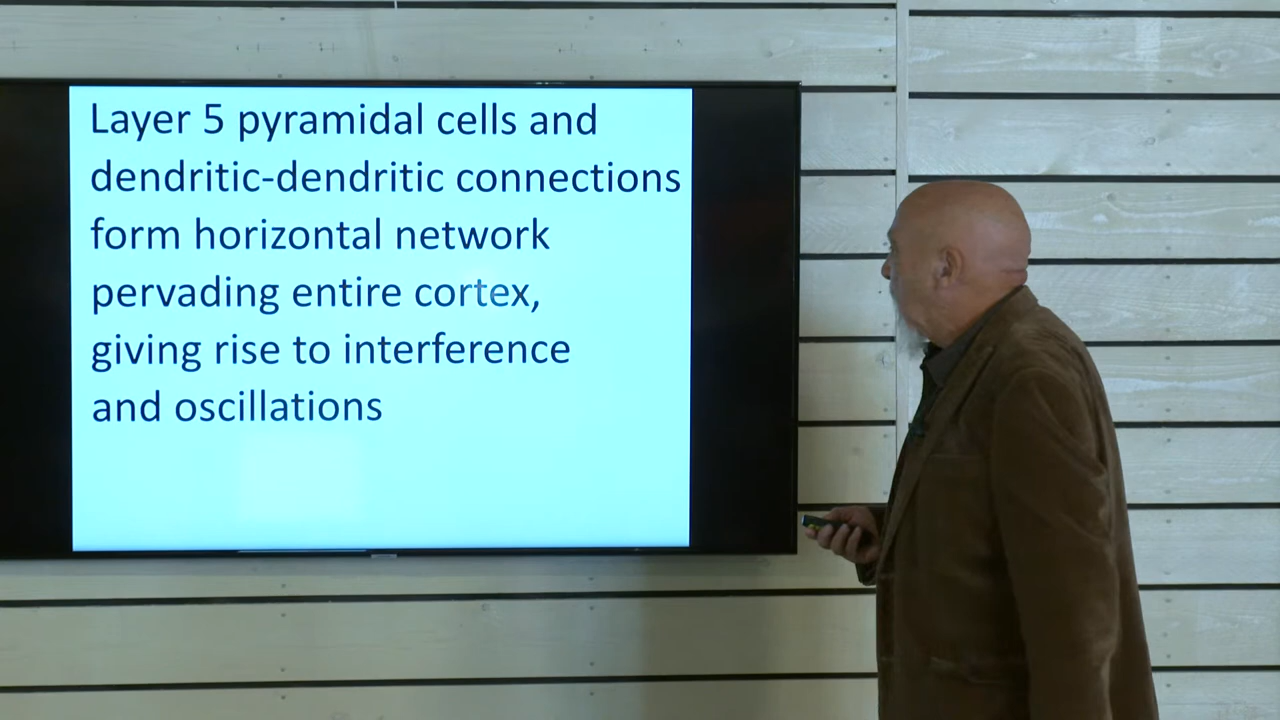 Layer 5 pyramidal cells and
dendritic-dendritic connections
form horizontal network
pervading entire cortex,
giving rise to interference
and oscillations